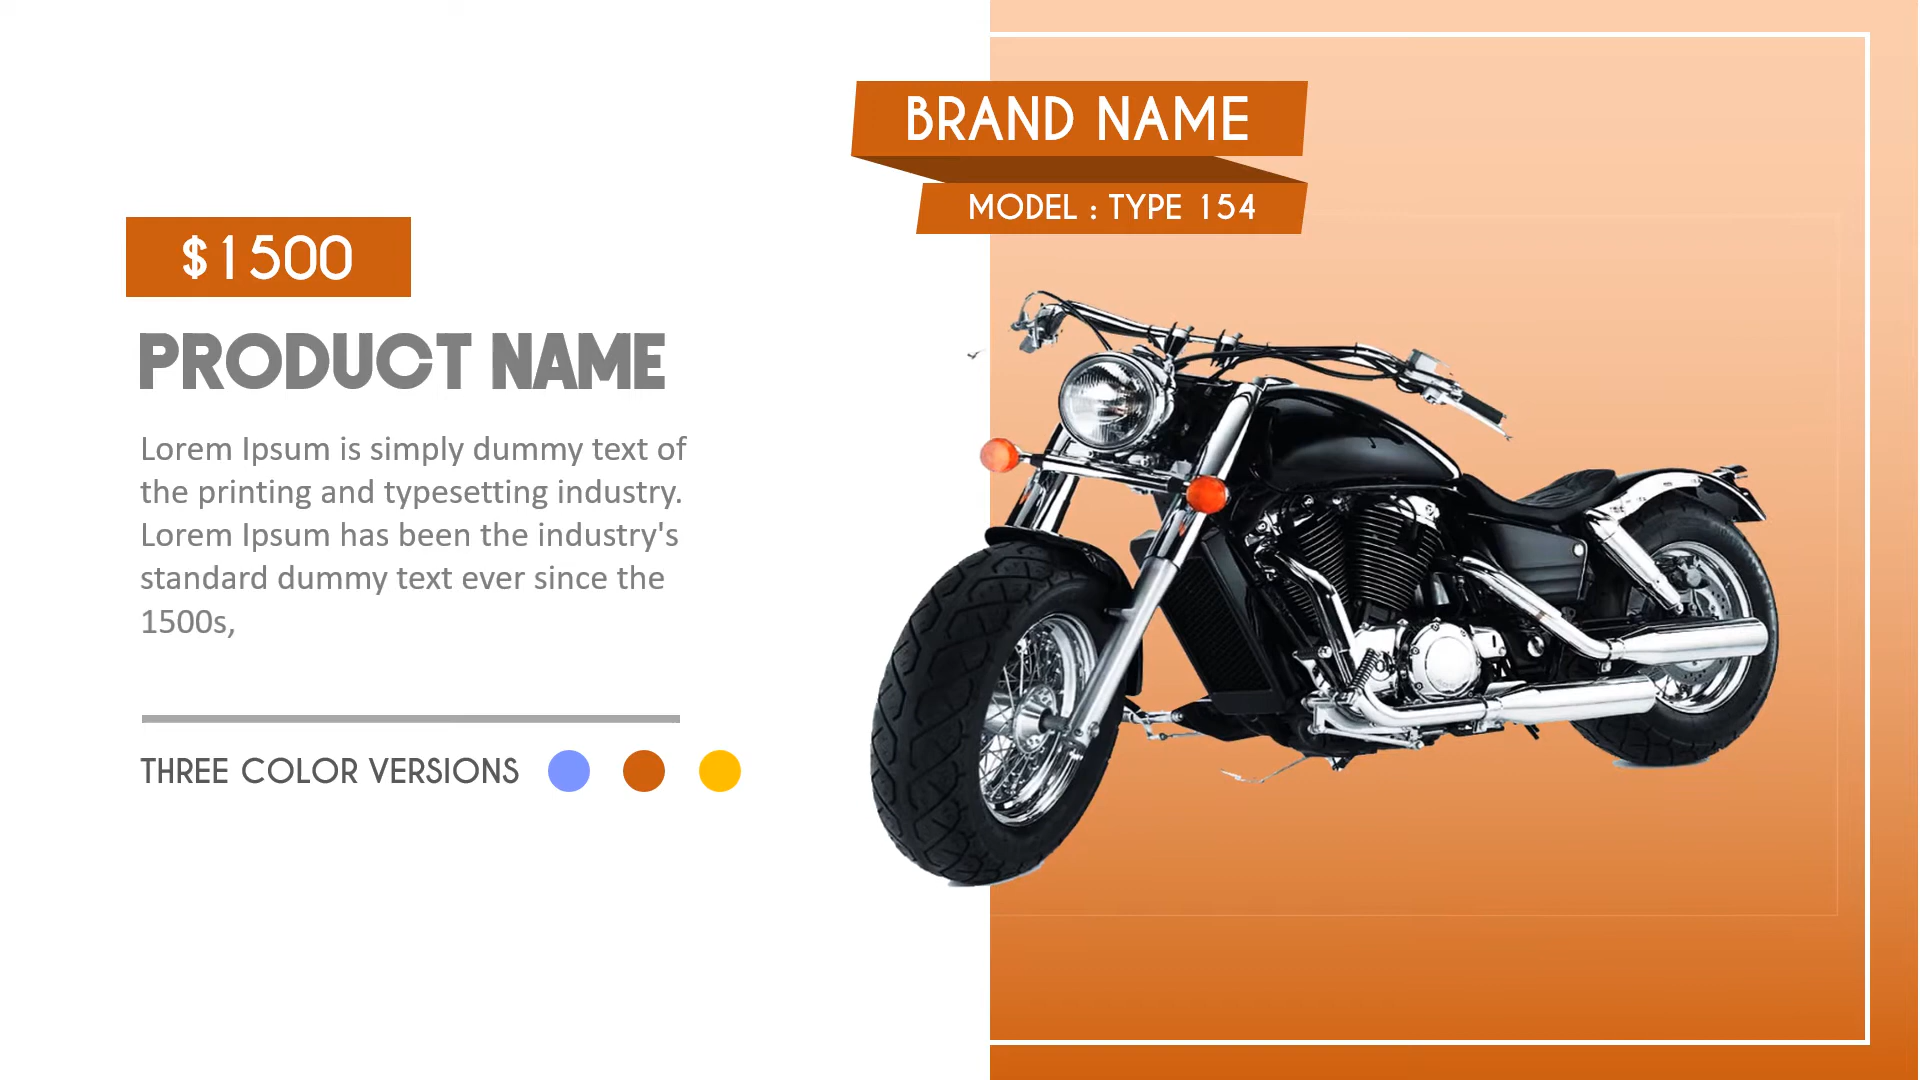 BRAND NAME
MODEL : TYPE 154
$1500
PRODUCT NAME
Lorem Ipsum is simply dummy text of
the printing and typesetting industry.
Lorem Ipsum has been the industry's
standard dummy text ever since the
1500s,
THREE COLOR VERSIONS